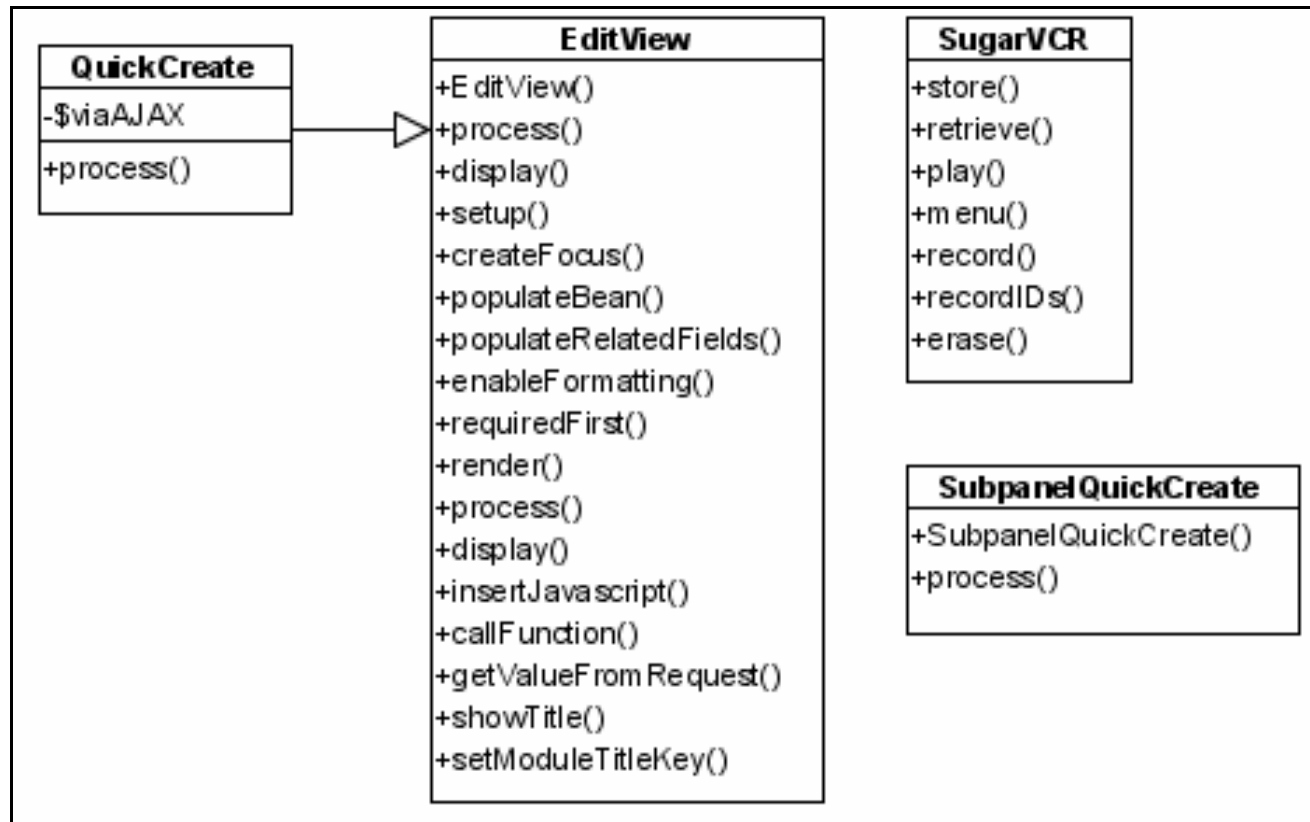 QuickCreate
-$viaAJAX
+process()
EditView
+EditView()
+process()
+display()
+setup()
+createFocus()
+populateBean()
+populateRelatedFields()
+enableFormatting()
+requiredFirst()
+render()
+process()
+display()
+insertJavascript()
+callFunction()
+getValueFromRequest()
+showTitle()
+setModuleTitleKey()
SugarVCR
+store()
+retrieve()
+play()
+menu()
+record()
+recordIDs()
+erase()
SubpanelQuickCreate
+SubpanelQuickCreate()
+process()